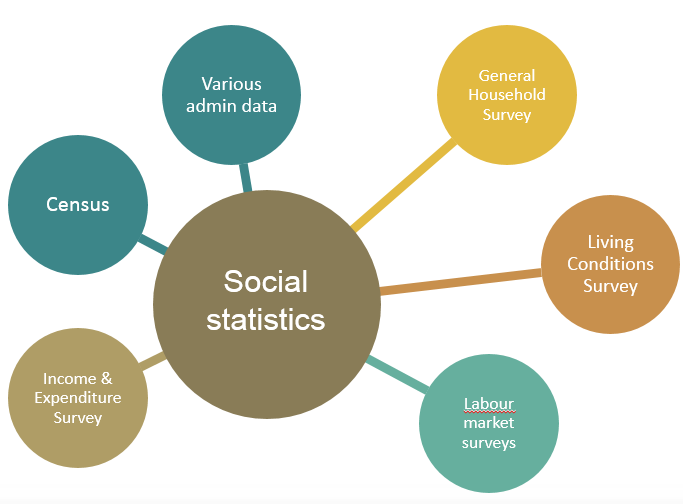 Various
admin data
General
Household
Survey
Census
Living
Conditions
Survey
Social
statistics
Income &
Expenditure
Survey
Labour
market
surveys